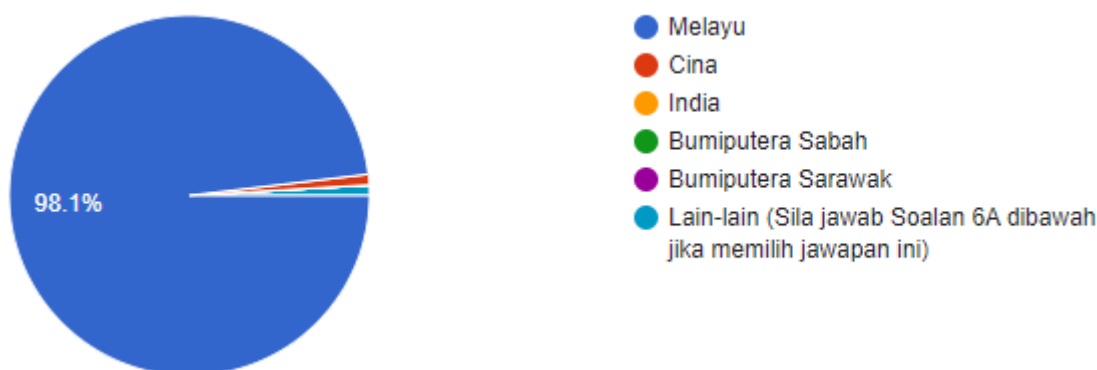 98.1%
Melayu
Cina
India
Bumiputera Sabah
Bumiputera Sarawak
Lain-lain (Sila jawab Soalan 6A dibawah
jika memilih jawapan ini)